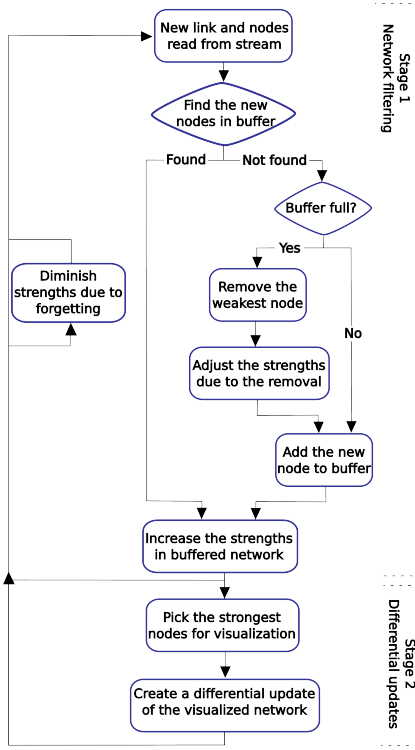 New link and nodes
read from stream
Stage 1
Network filtering
Find the new
nodes in buffer
Found
Not found
Buffer full?
Yes
No
Diminish
strengths due to
forgetting
Remove the
weakest node
Adjust the strengths
due to the removal
Add the new
node to buffer
Increase the strengths
in buffered network
Stage 2
Differential updates
Pick the strongest
nodes for visualization
Create a differential update
of the visualized network